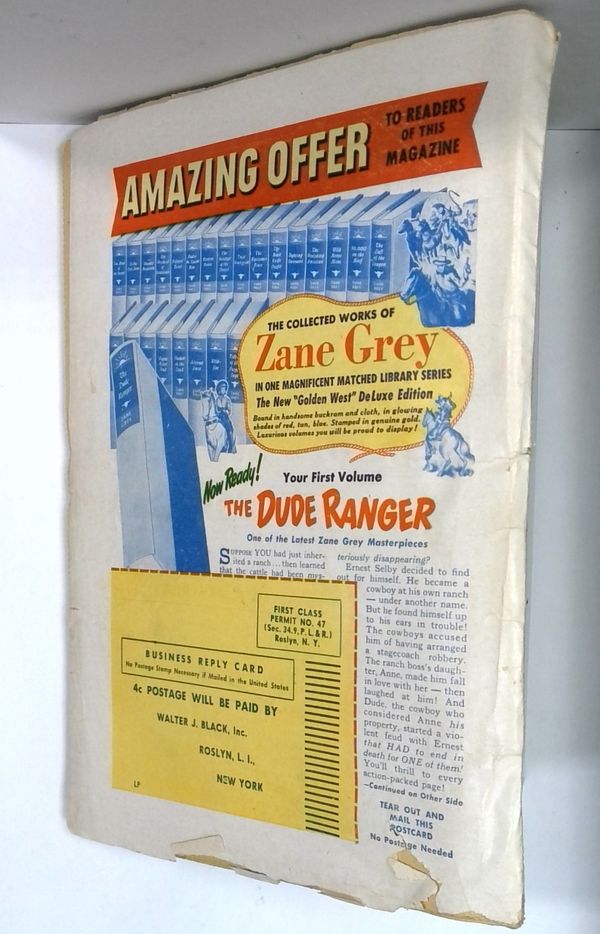 AMAZING OFFER
TO READERS
OF THIS
MAGAZINE
THE COLLECTED WORKS OF
Zane Grey
IN ONE MAGNIFICENT MATCHED LIBRARY SERIES
The New "Golden West" DeLuxe Edition
Bound in handsome buckram and cloth, in glowing
shades of red, tan, blue. Stamped in genuine gold.
Luxurious volumes you will be proud to display!
The Dude Ranger
Now Ready!
Your First Volume
THE DUDE RANGER
One of the Latest Zane Grey Masterpieces
SUPPOSE YOU had just inher-
ited a ranch... then learned
that the cattle had been mys-
teriously disappearing?
Ernest Selby decided to find
out for himself. He became a
cowboy at his own ranch
— under another name.
But he found himself up
to his ears in trouble!
The cowboys accused
him of having arranged
a stagecoach robbery.
The ranch boss's daugh-
ter, Anne, made him fall
in love with her — then
laughed at him! And
Dude, the cowboy who
considered Anne his
property, started a vio-
lent feud with Ernest
that HAD to end in
death for ONE of them!
You'll thrill to every
action-packed page!
—Continued on Other Side
TEAR OUT AND
MAIL THIS
POSTCARD
No Postage Needed
FIRST CLASS
PERMIT NO. 47
(Sec. 34.9, P.L.&R.)
Roslyn, N. Y.
BUSINESS REPLY CARD
No Postage Stamp Necessary if Mailed in the United States
4c POSTAGE WILL BE PAID BY
WALTER J. BLACK, Inc.
ROSLYN, L. I.,
NEW YORK
LP